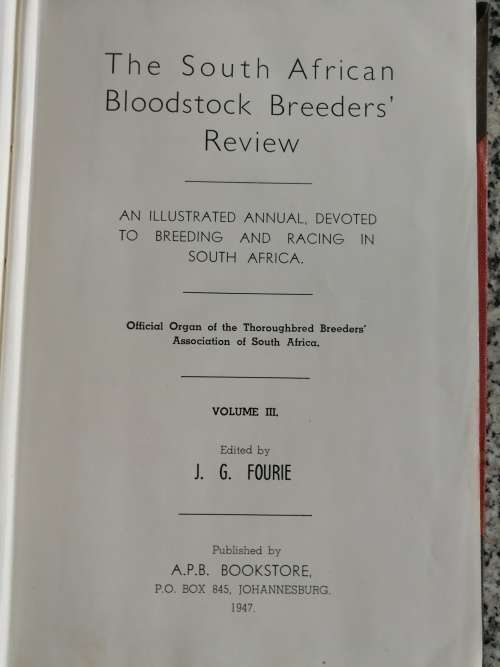 The South African
Bloodstock Breeders'
Review
AN ILLUSTRATED ANNUAL, DEVOTED
TO BREEDING AND RACING IN
SOUTH AFRICA.
Official Organ of the Thoroughbred Breeders'
Association of South Africa.
VOLUME III.
Edited by
J. G. FOURIE
Published by
A.P.B. BOOKSTORE,
P.O. BOX 845, JOHANNESBURG.
1947.